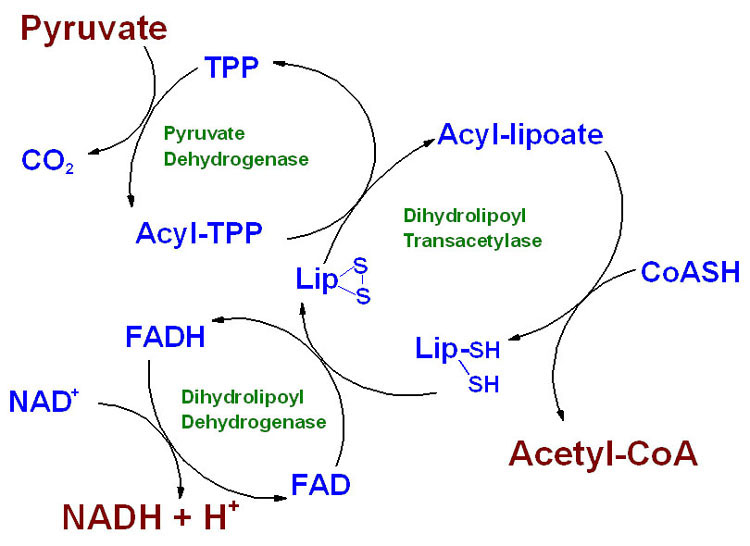 Pyruvate
TPP
CO₂
Pyruvate
Dehydrogenase
Acyl-lipoate
Acyl-TPP
Dihydrolipoyl
Transacetylase
Lip
S
S
CoASH
FADH
Lip-SH
SH
NAD⁺
Dihydrolipoyl
Dehydrogenase
Acetyl-CoA
FAD
NADH + H⁺